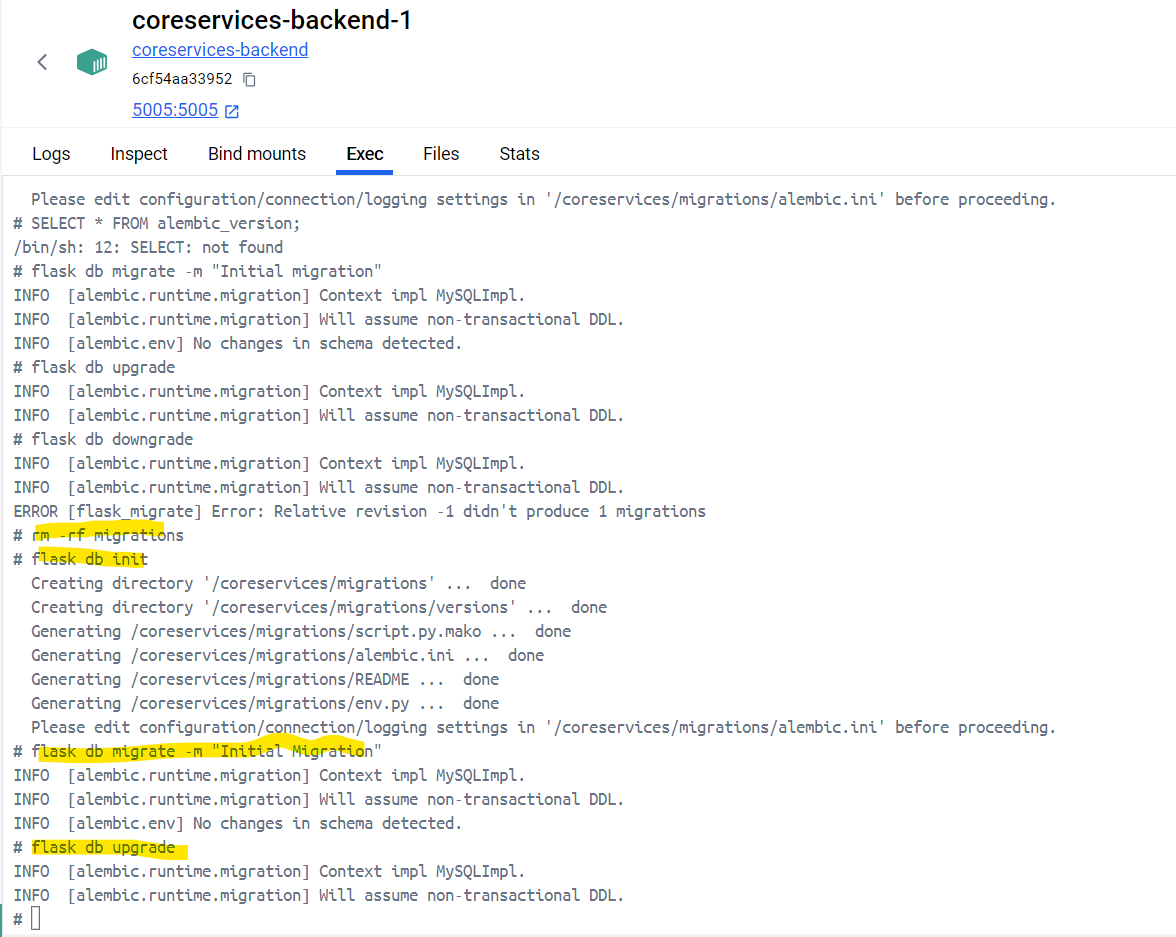 coreservices-backend-1
coreservices-backend
6cf54aa33952
5005:5005
Logs Inspect Bind mounts Exec Files Stats
Please edit configuration/connection/logging settings in '/coreservices/migrations/alembic.ini' before proceeding.
# SELECT * FROM alembic_version;
/bin/sh: 12: SELECT: not found
# flask db migrate -m "Initial migration"
INFO  [alembic.runtime.migration] Context impl MySQLImpl.
INFO  [alembic.runtime.migration] Will assume non-transactional DDL.
INFO  [alembic.env] No changes in schema detected.
# flask db upgrade
INFO  [alembic.runtime.migration] Context impl MySQLImpl.
INFO  [alembic.runtime.migration] Will assume non-transactional DDL.
# flask db downgrade
INFO  [alembic.runtime.migration] Context impl MySQLImpl.
INFO  [alembic.runtime.migration] Will assume non-transactional DDL.
ERROR [flask_migrate] Error: Relative revision -1 didn't produce 1 migrations
# rm -rf migrations
# flask db init
  Creating directory '/coreservices/migrations' ...  done
  Creating directory '/coreservices/migrations/versions' ...  done
  Generating /coreservices/migrations/script.py.mako ...  done
  Generating /coreservices/migrations/alembic.ini ...  done
  Generating /coreservices/migrations/README ...  done
  Generating /coreservices/migrations/env.py ...  done
  Please edit configuration/connection/logging settings in '/coreservices/migrations/alembic.ini' before proceeding.
# flask db migrate -m "Initial Migration"
INFO  [alembic.runtime.migration] Context impl MySQLImpl.
INFO  [alembic.runtime.migration] Will assume non-transactional DDL.
INFO  [alembic.env] No changes in schema detected.
# flask db upgrade
INFO  [alembic.runtime.migration] Context impl MySQLImpl.
INFO  [alembic.runtime.migration] Will assume non-transactional DDL.
#